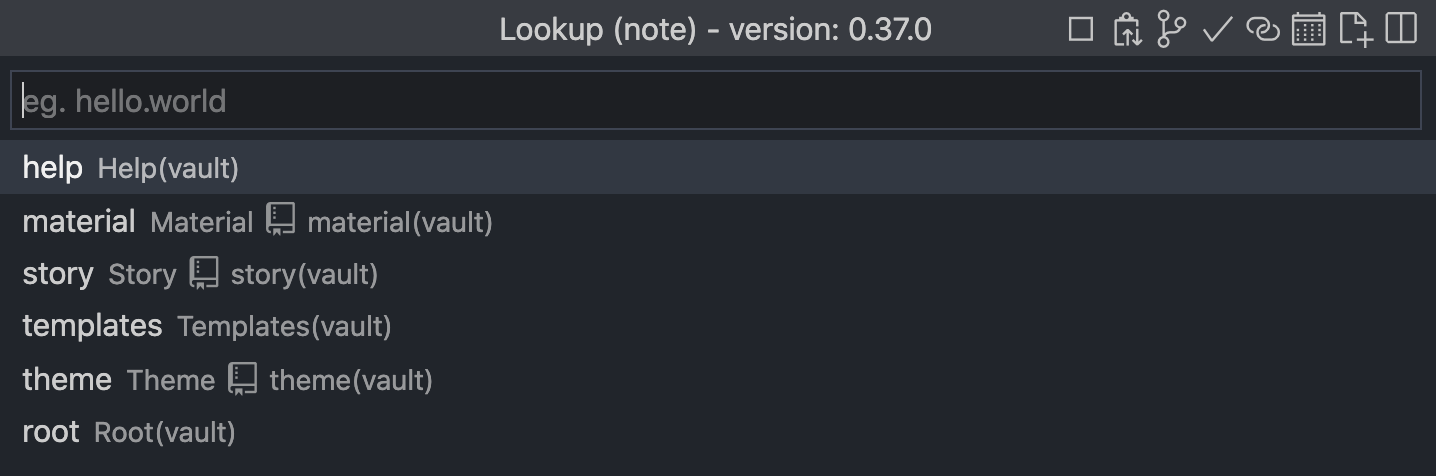 Lookup (note) - version: 0.37.0
eg. hello.world
help Help(vault)
material Material material(vault)
story Story story(vault)
templates Templates(vault)
theme Theme theme(vault)
root Root(vault)